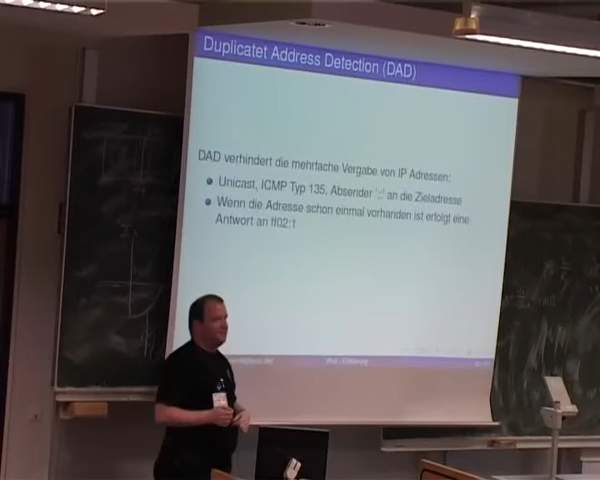 Duplicatet Address Detection (DAD)
DAD verhindert die mehrfache Vergabe von IP Adressen:
Unicast, ICMP Typ 135, Absender '::' an die Zieladresse
Wenn die Adresse schon einmal vorhanden ist erfolgt eine
Antwort an ff02:1